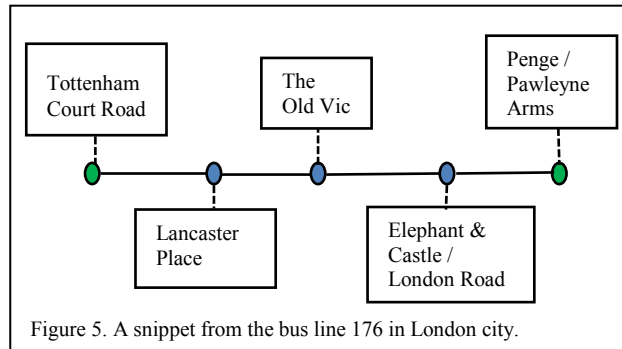 Tottenham
Court Road
The
Old Vic
Penge /
Pawleyne
Arms
Lancaster
Place
Elephant &
Castle /
London Road
Figure 5. A snippet from the bus line 176 in London city.